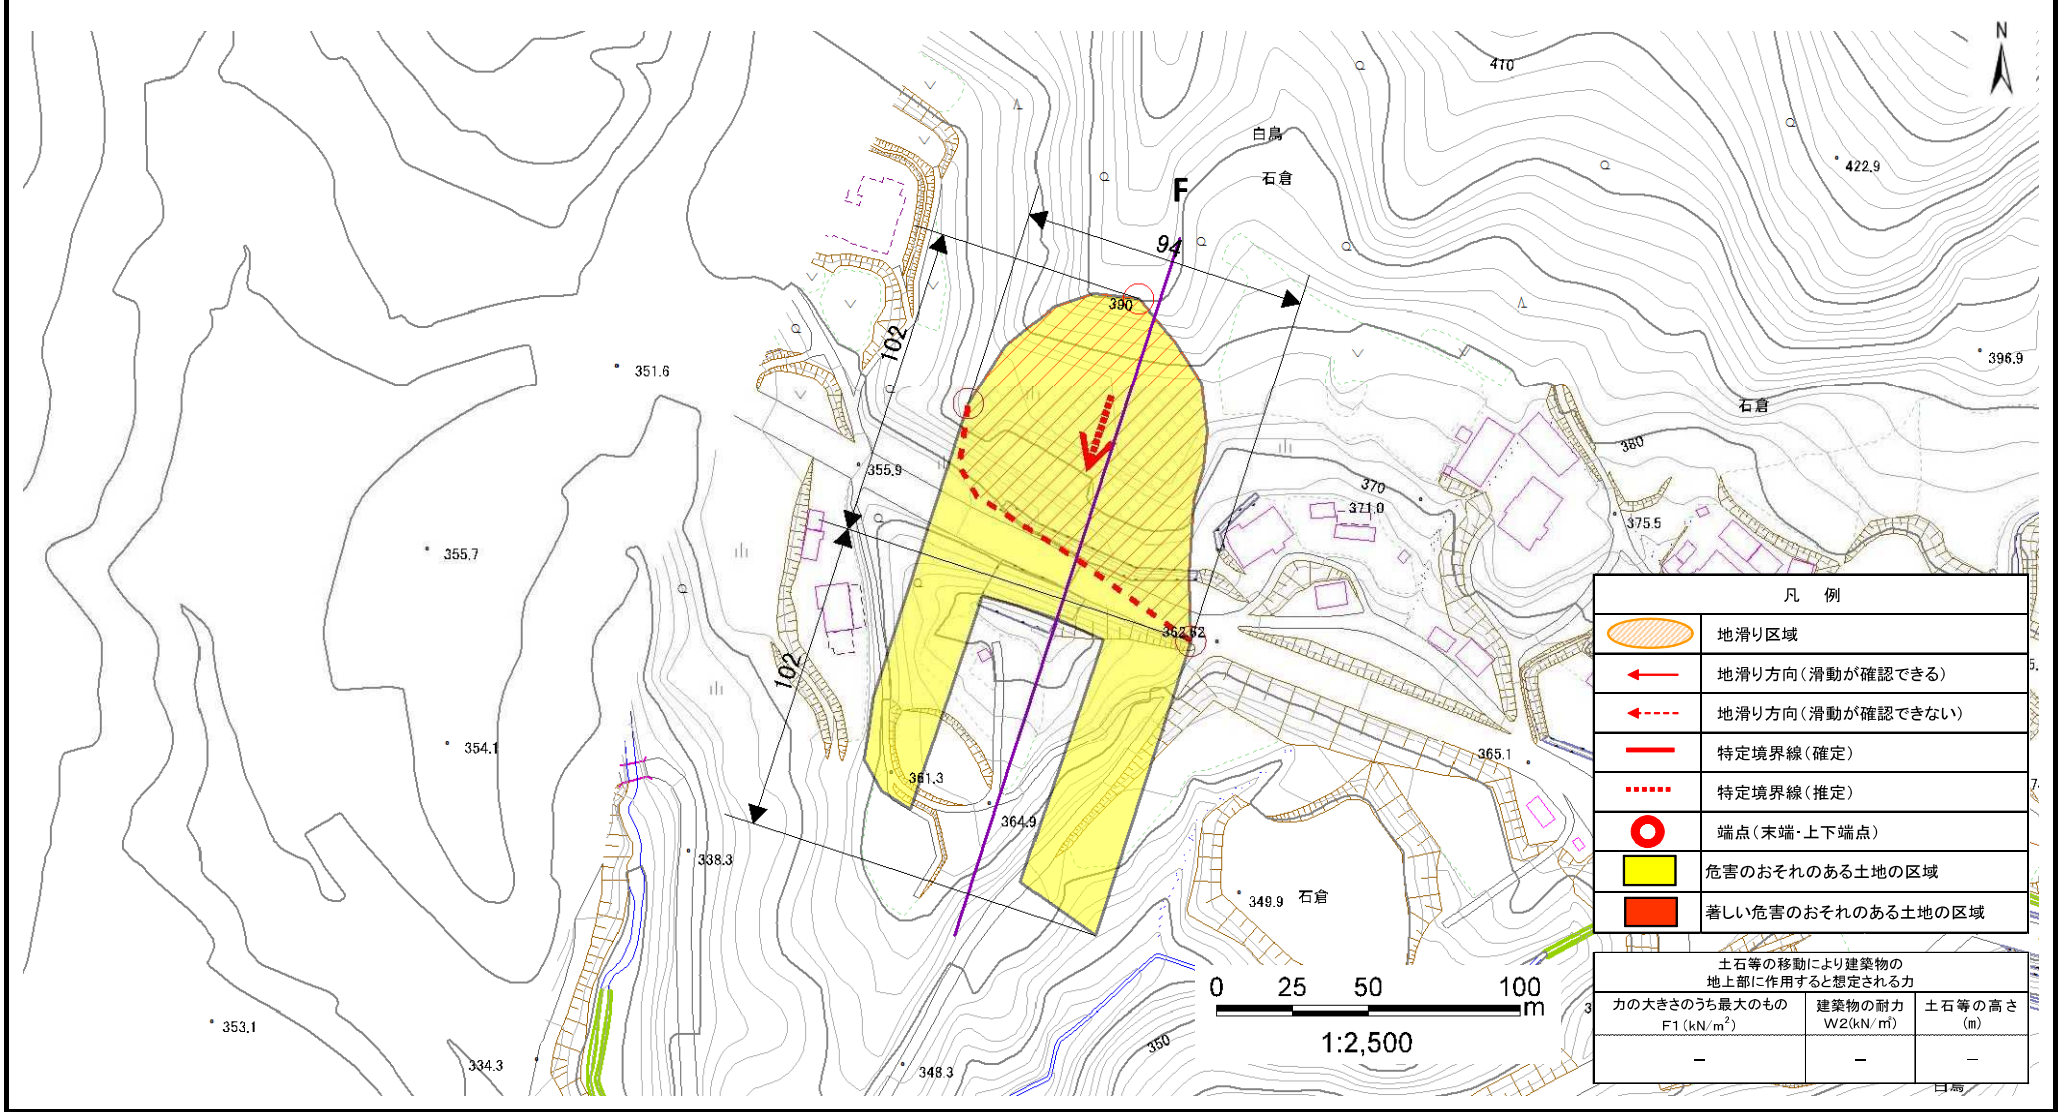 N
410
白鳥
422.9
石倉
F
94
390
102
351.6
396.9
石倉
380
355.9
370
371.0
375.5
355.7
362.62
102
354.1
365.1
361.3
364.9
338.3
349.9
石倉
353.1
334.3
348.3
350
0 25 50 100
m
1:2,500
凡 例
地滑り区域
地滑り方向(滑動が確認できる)
地滑り方向(滑動が確認できない)
特定境界線(確定)
特定境界線(推定)
端点(末端・上下端点)
危害のおそれのある土地の区域
著しい危害のおそれのある土地の区域
土石等の移動により建築物の
地上部に作用すると想定される力
力の大きさのうち最大のもの 建築物の耐力 土石等の高さ
F1(kN/m²) W2(kN/㎡) (m)
– – –
白鳥